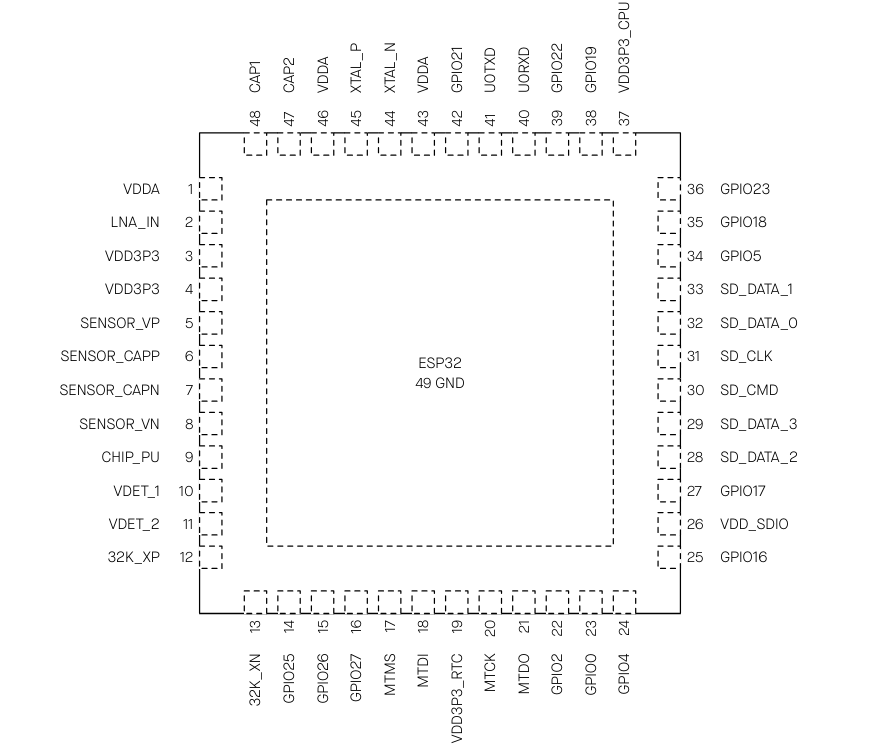 CAP1
CAP2
VDDA
XTAL_P
XTAL_N
VDDA
GPIO21
U0TXD
U0RXD
GPIO22
GPIO19
VDD3P3_CPU
48
47
46
45
44
43
42
41
40
39
38
37
VDDA 1
LNA_IN 2
VDD3P3 3
VDD3P3 4
SENSOR_VP 5
SENSOR_CAPP 6
SENSOR_CAPN 7
SENSOR_VN 8
CHIP_PU 9
VDET_1 10
VDET_2 11
32K_XP 12
ESP32
49 GND
36 GPIO23
35 GPIO18
34 GPIO5
33 SD_DATA_1
32 SD_DATA_0
31 SD_CLK
30 SD_CMD
29 SD_DATA_3
28 SD_DATA_2
27 GPIO17
26 VDD_SDIO
25 GPIO16
13
14
15
16
17
18
19
20
21
22
23
24
32K_XN
GPIO25
GPIO26
GPIO27
MTMS
MTDI
VDD3P3_RTC
MTCK
MTDO
GPIO2
GPIO0
GPIO4